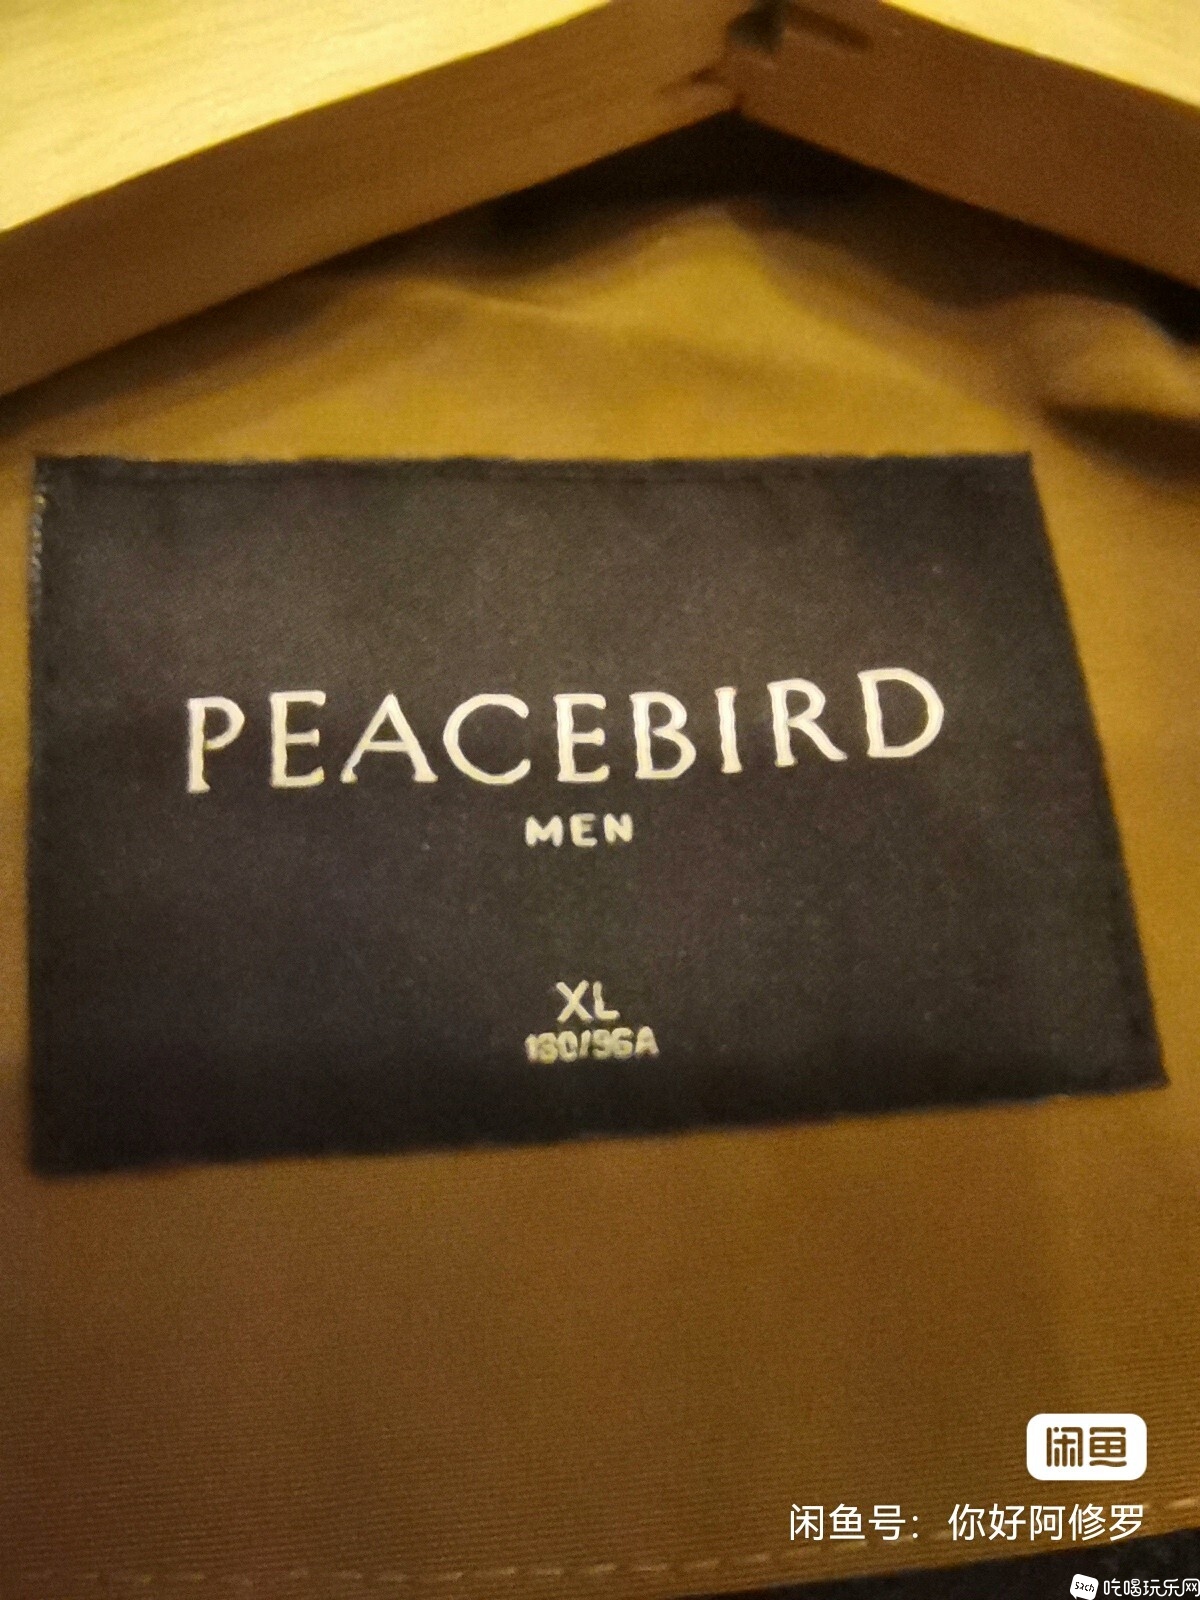 PEACEBIRD
MEN
XL
180/96A
闲鱼
闲鱼号：你好阿修罗
52ch 吃喝玩乐网